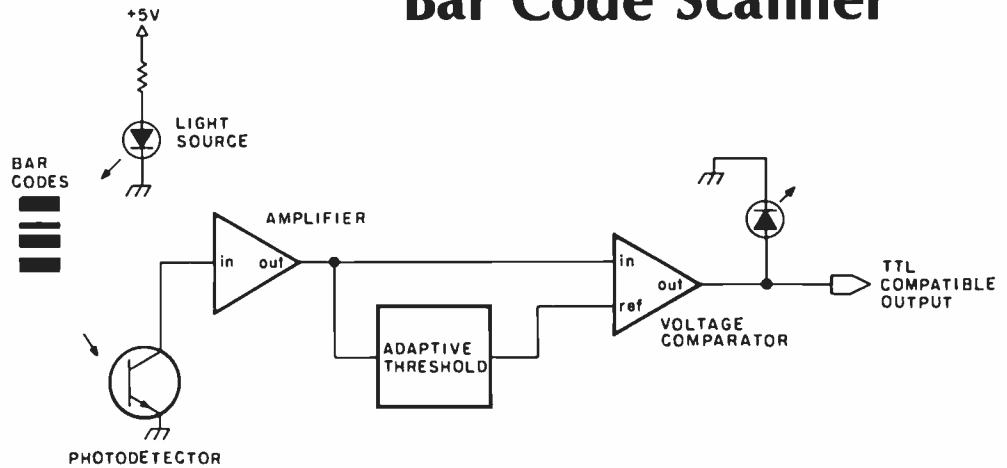 Bar Code Scanner
+5V
LIGHT
SOURCE
BAR
CODES
AMPLIFIER
in
out
in
out
ref
TTL
COMPATIBLE
OUTPUT
VOLTAGE
COMPARATOR
ADAPTIVE
THRESHOLD
PHOTODETECTOR